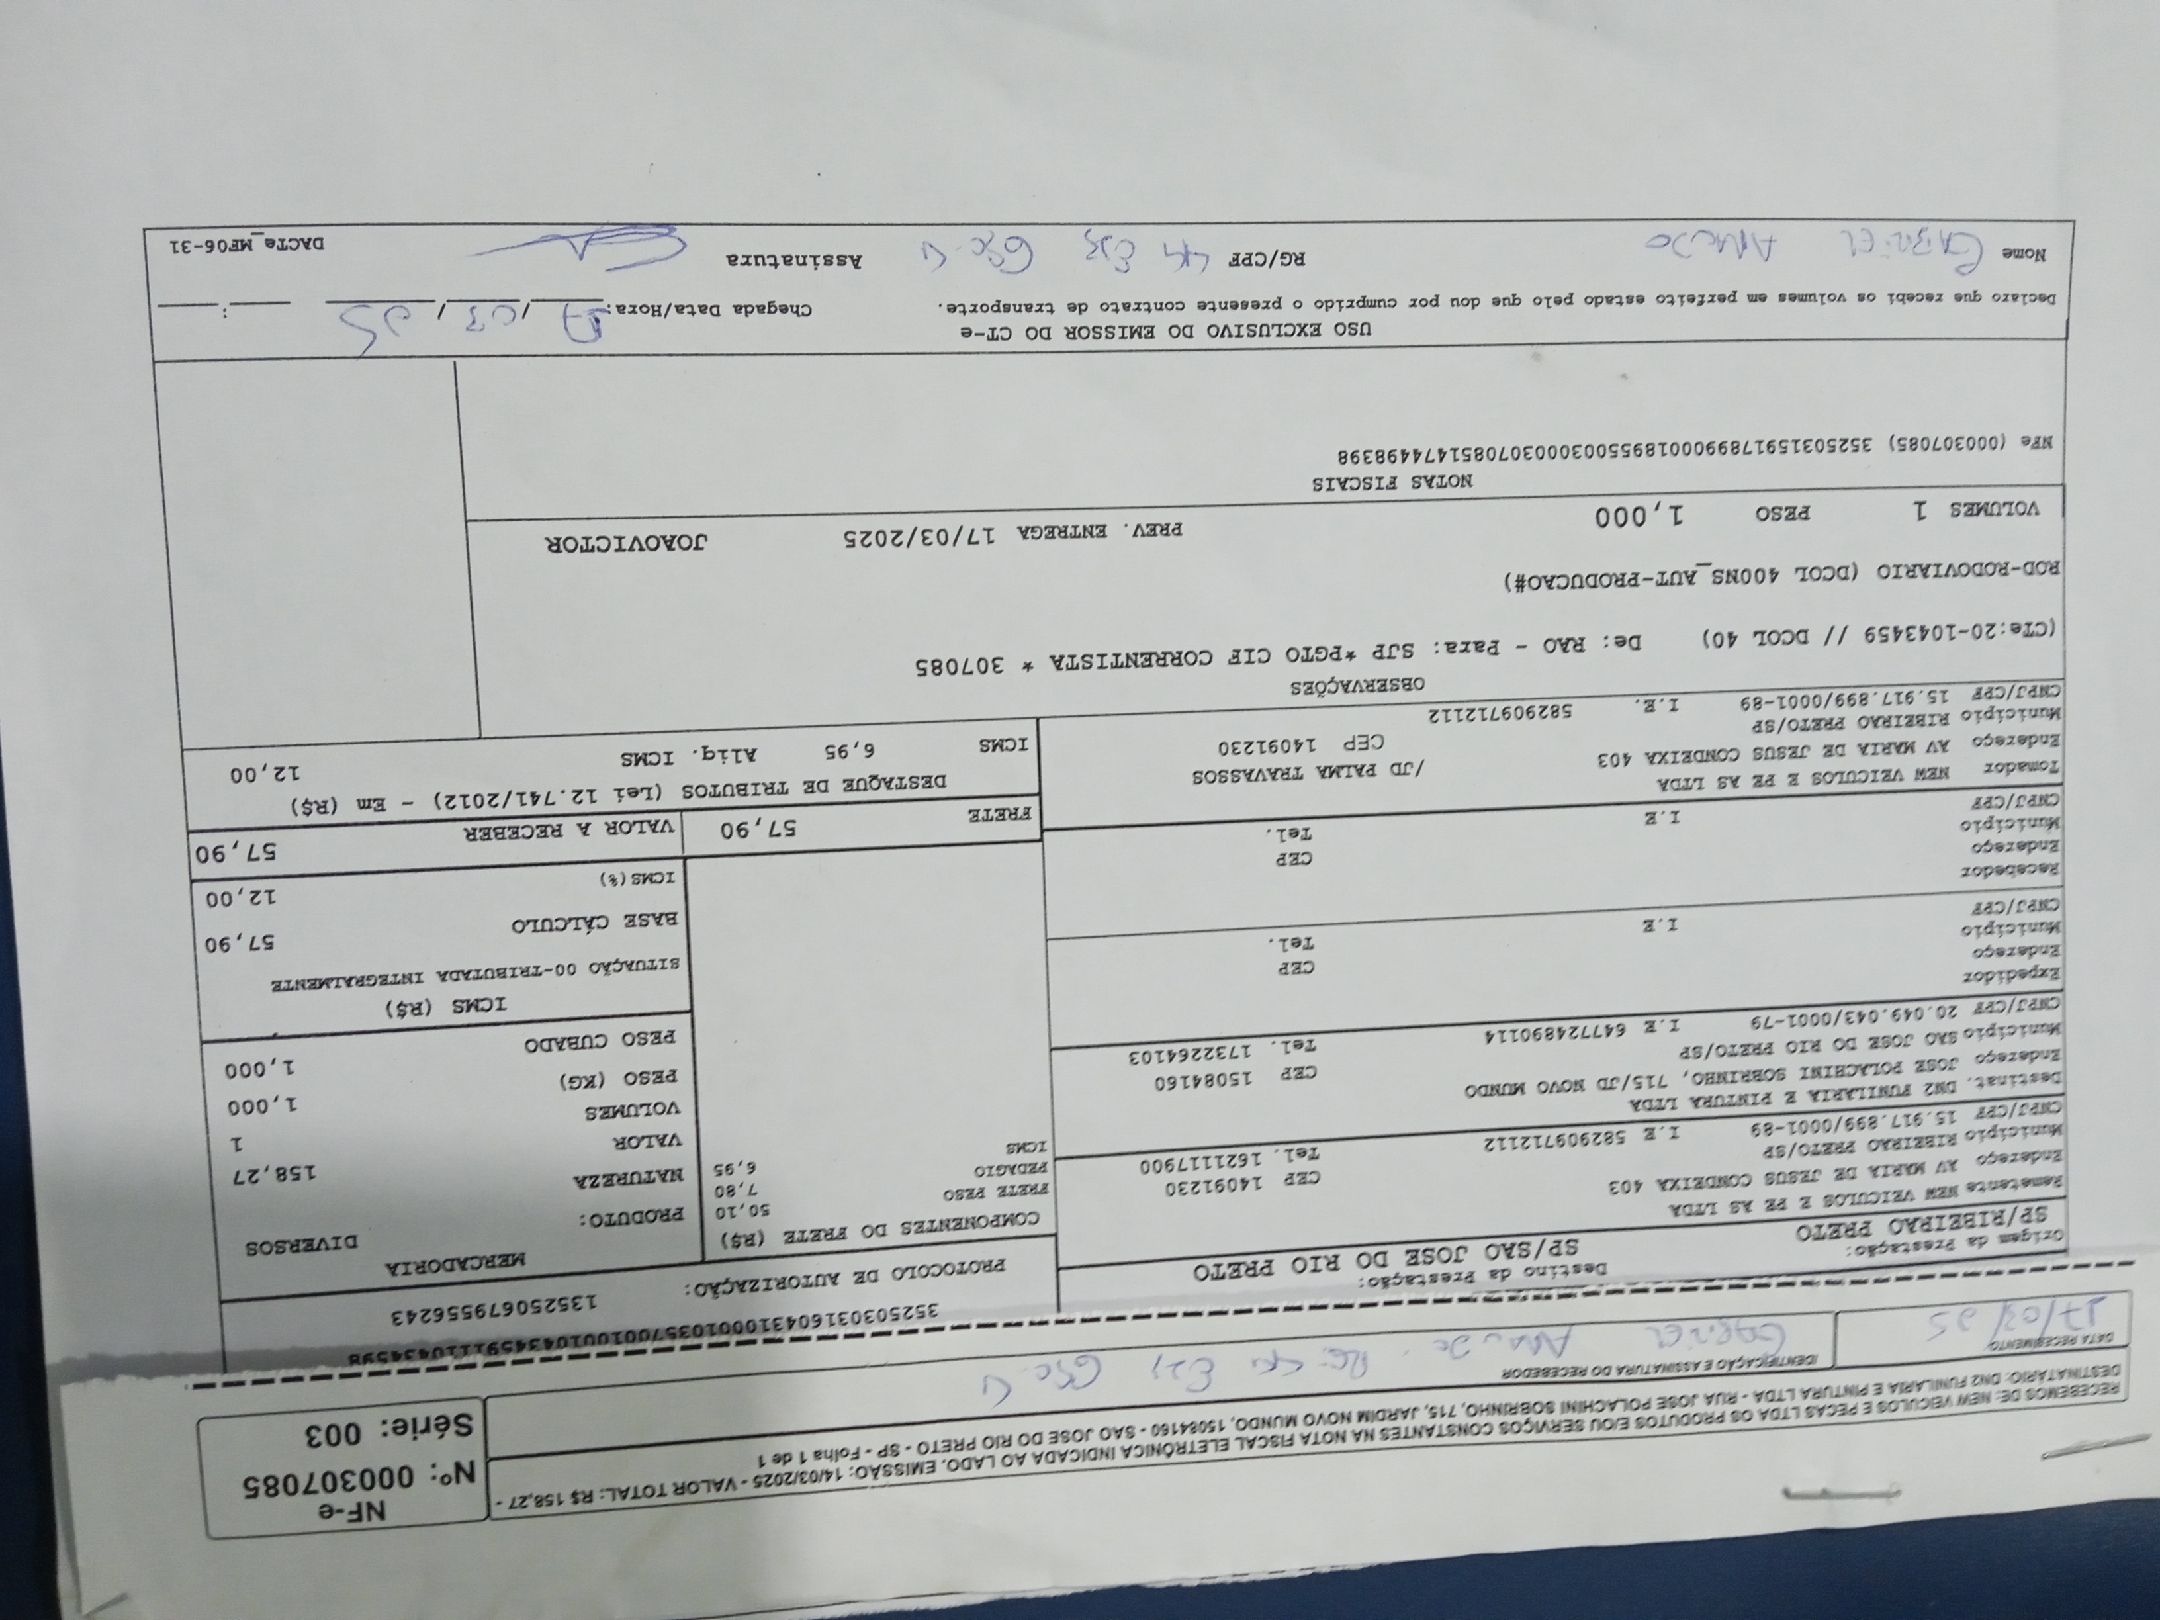 RECEBEMOS DE: NEW VEICULOS E PECAS LTDA OS PRODUTOS E/OU SERVIÇOS CONSTANTES NA NOTA FISCAL ELETRÔNICA INDICADA AO LADO. EMISSÃO: 14/03/2025 - VALOR TOTAL: R$ 158,27 -
DESTINATÁRIO: DN2 FUNILARIA E PINTURA LTDA - RUA JOSE POLACHINI SOBRINHO, 715, JARDIM NOVO MUNDO, 15084160 - SAO JOSE DO RIO PRETO - SP - Folha 1 de 1
NF-e
Nº: 000307085
Série: 003
DATA RECEBIMENTO
17/03/25
IDENTIFICAÇÃO E ASSINATURA DO RECEBEDOR
GABRIEL
Origem da Prestação:
SP/RIBEIRAO PRETO
Destino da Prestação:
SP/SAO JOSE DO RIO PRETO
PROTOCOLO DE AUTORIZAÇÃO:
135250679556243
Remetente NEW VEICULOS E PE AS LTDA
Endereço AV MARIA DE JESUS CONDEIXA 403
CEP 14091230
Município RIBEIRAO PRETO/SP
Tel. 1621117900
CNPJ/CPF 15.917.899/0001-89
I.E 582909712112
Destinat. DN2 FUNILARIA E PINTURA LTDA
Endereço JOSE POLACHINI SOBRINHO, 715/JD NOVO MUNDO
CEP 15084160
Município SAO JOSE DO RIO PRETO/SP
Tel. 1732264103
CNPJ/CPF 20.049.043/0001-79
I.E 647724890114
Expedidor
Endereço
CEP
Município
Tel.
CNPJ/CPF
I.E
Recebedor
Endereço
CEP
Município
Tel.
CNPJ/CPF
I.E
Tomador NEW VEICULOS E PE AS LTDA
Endereço AV MARIA DE JESUS CONDEIXA 403
/JD PALMA TRAVASSOS
Município RIBEIRAO PRETO/SP
CEP 14091230
CNPJ/CPF 15.917.899/0001-89
I.E. 582909712112
COMPONENTES DO FRETE (R$)
FRETE PESO 50,10
PEDAGIO 7,80
ICMS 6,95
MERCADORIA
PRODUTO: DIVERSOS
NATUREZA
VALOR 158,27
VOLUMES 1
PESO (KG) 1,000
PESO CUBADO 1,000
ICMS (R$)
SITUAÇÃO 00-TRIBUTADA INTEGRALMENTE
BASE CÁLCULO 57,90
ICMS(%) 12,00
FRETE 57,90
VALOR A RECEBER 57,90
DESTAQUE DE TRIBUTOS (Lei 12.741/2012) - Em (R$)
ICMS 6,95 Aliq. ICMS 12,00
OBSERVAÇÕES
(CTe:20-1043459 // DCOL 40) De: RAO - Para: SJP *PGTO CIF CORRENTISTA * 307085
ROD-RODOVIARIO (DCOL 400NS_AUT-PRODUCAO#)
VOLUMES 1 PESO 1,000 PREV. ENTREGA 17/03/2025 JOAOVICTOR
NOTAS FISCAIS
NFe (000307085) 35250315917899000189550030003070851474498398
USO EXCLUSIVO DO EMISSOR DO CT-e
Declaro que recebi os volumes em perfeito estado pelo que dou por cumprido o presente contrato de transporte.
Chegada Data/Hora: 17/03/25 :
Nome GABRIEL
RG/CPF
Assinatura
DACTe_MF06-31